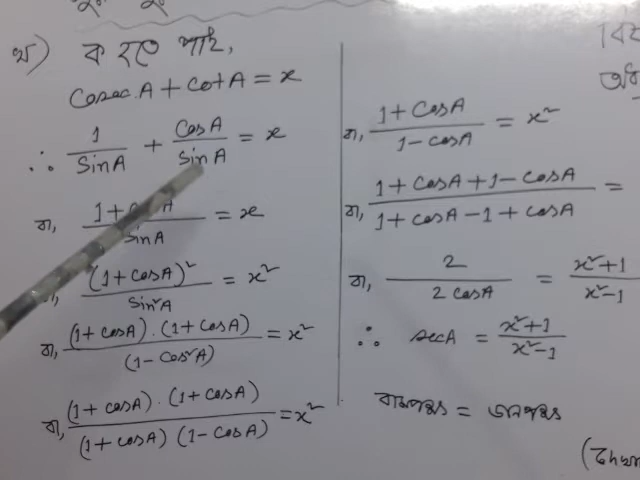 খ) ক হতে পাই,
Cosec.A + CotA = x
∴ 1/SinA + CosA/SinA = x
বা, (1+CosA)/SinA = x
বা, (1+CosA)²/Sin²A = x²
বা, (1+CosA).(1+CosA)/(1-Cos²A) = x²
বা, (1+CosA).(1+CosA)/(1+CosA)(1-CosA) = x²
বা, (1+CosA)/(1-CosA) = x²
বা, (1+CosA+1-CosA)/(1+CosA-1+CosA) =
বা, 2/2CosA = (x²+1)/(x²-1)
∴ secA = (x²+1)/(x²-1)
বামপক্ষ = ডানপক্ষ